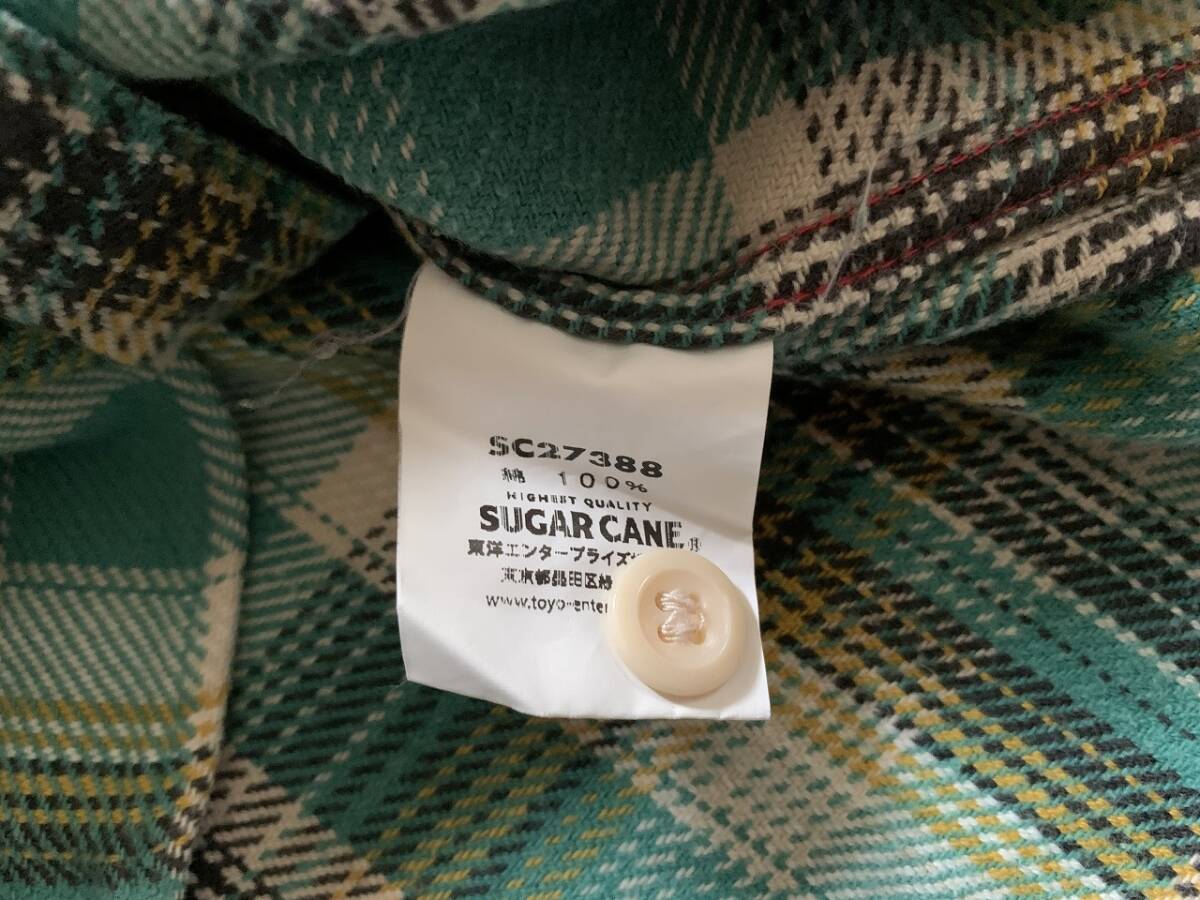 SC27388
綿 100%
HIGHEST QUALITY
SUGAR CANE®
東洋エンタープライズ
東京都品田区
www.toyo-enter